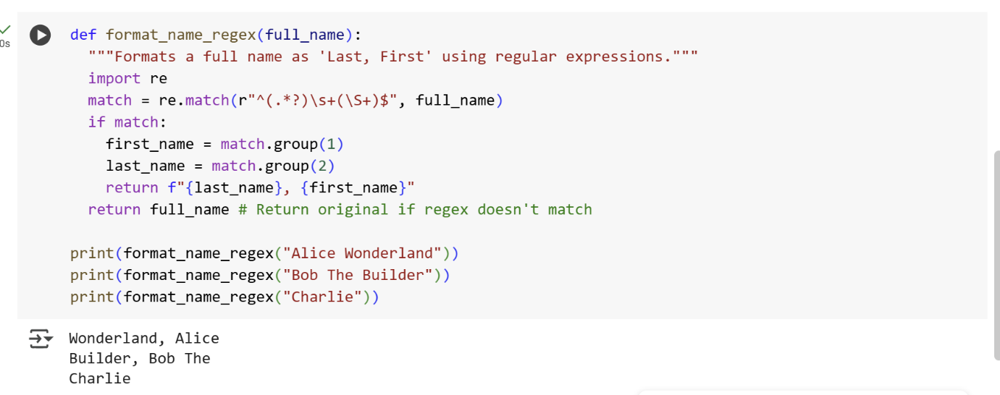 0s
def format_name_regex(full_name):
  """Formats a full name as 'Last, First' using regular expressions."""
  import re
  match = re.match(r"^(.*?)\s+(\S+)$", full_name)
  if match:
    first_name = match.group(1)
    last_name = match.group(2)
    return f"{last_name}, {first_name}"
  return full_name # Return original if regex doesn't match
print(format_name_regex("Alice Wonderland"))
print(format_name_regex("Bob The Builder"))
print(format_name_regex("Charlie"))
Wonderland, Alice
Builder, Bob The
Charlie